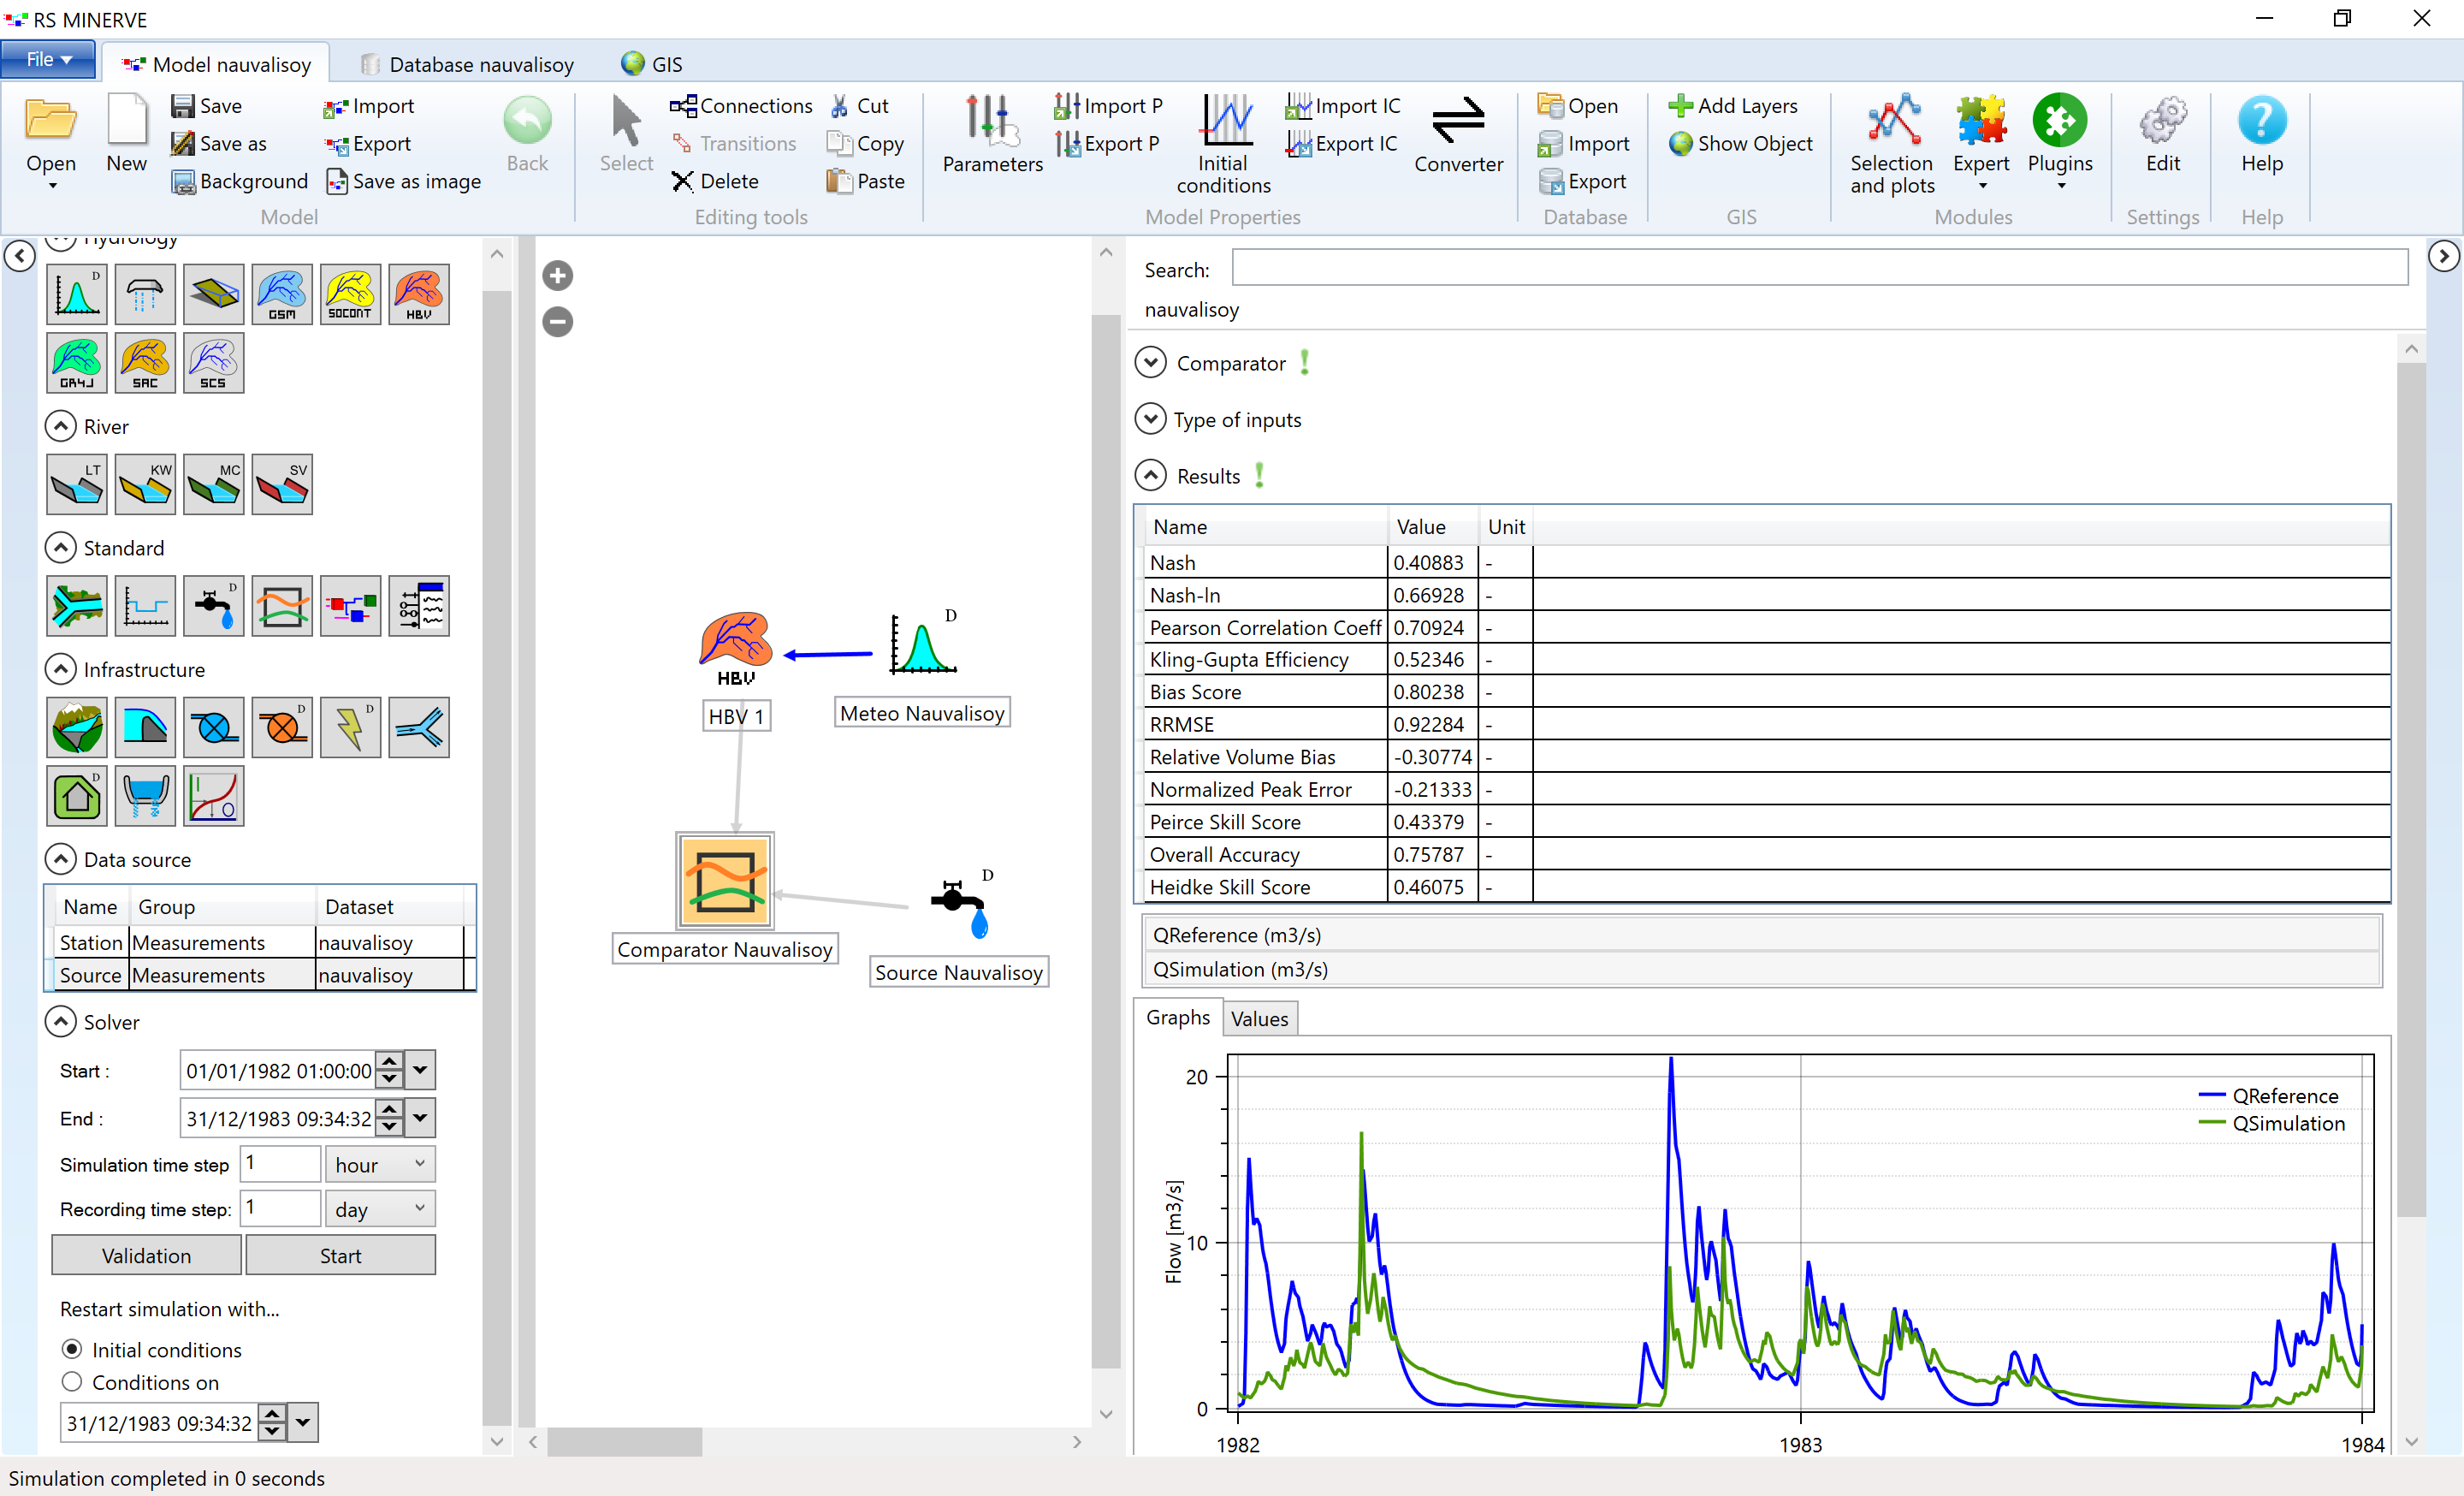 RS MINERVE
File
Model nauvalisoy
Database nauvalisoy
GIS
Open
New
Save
Save as
Background
Import
Export
Save as image
Back
Model
Select
Connections
Transitions
Delete
Cut
Copy
Paste
Editing tools
Parameters
Import P
Export P
Initial conditions
Import IC
Export IC
Converter
Model Properties
Open
Import
Export
Database
Add Layers
Show Object
GIS
Selection and plots
Expert
Plugins
Modules
Edit
Settings
Help
Help
Hydrology
D
GSM
SOCONT
HBV
GR4J
SAC
SCS
River
LT
KW
MC
SV
Standard
D
Infrastructure
D
D
D
I
O
Data source
Name Group Dataset
Station Measurements nauvalisoy
Source Measurements nauvalisoy
Solver
Start : 01/01/1982 01:00:00
End : 31/12/1983 09:34:32
Simulation time step 1 hour
Recording time step: 1 day
Validation Start
Restart simulation with...
Initial conditions
Conditions on
31/12/1983 09:34:32
Simulation completed in 0 seconds
HBV
HBV 1
D
Meteo Nauvalisoy
Comparator Nauvalisoy
D
Source Nauvalisoy
Search:
nauvalisoy
Comparator
Type of inputs
Results
Name Value Unit
Nash 0.40883 -
Nash-ln 0.66928 -
Pearson Correlation Coeff 0.70924 -
Kling-Gupta Efficiency 0.52346 -
Bias Score 0.80238 -
RRMSE 0.92284 -
Relative Volume Bias -0.30774 -
Normalized Peak Error -0.21333 -
Peirce Skill Score 0.43379 -
Overall Accuracy 0.75787 -
Heidke Skill Score 0.46075 -
QReference (m3/s)
QSimulation (m3/s)
Graphs Values
Flow [m3/s]
20
10
0
QReference
QSimulation
1982 1983 1984